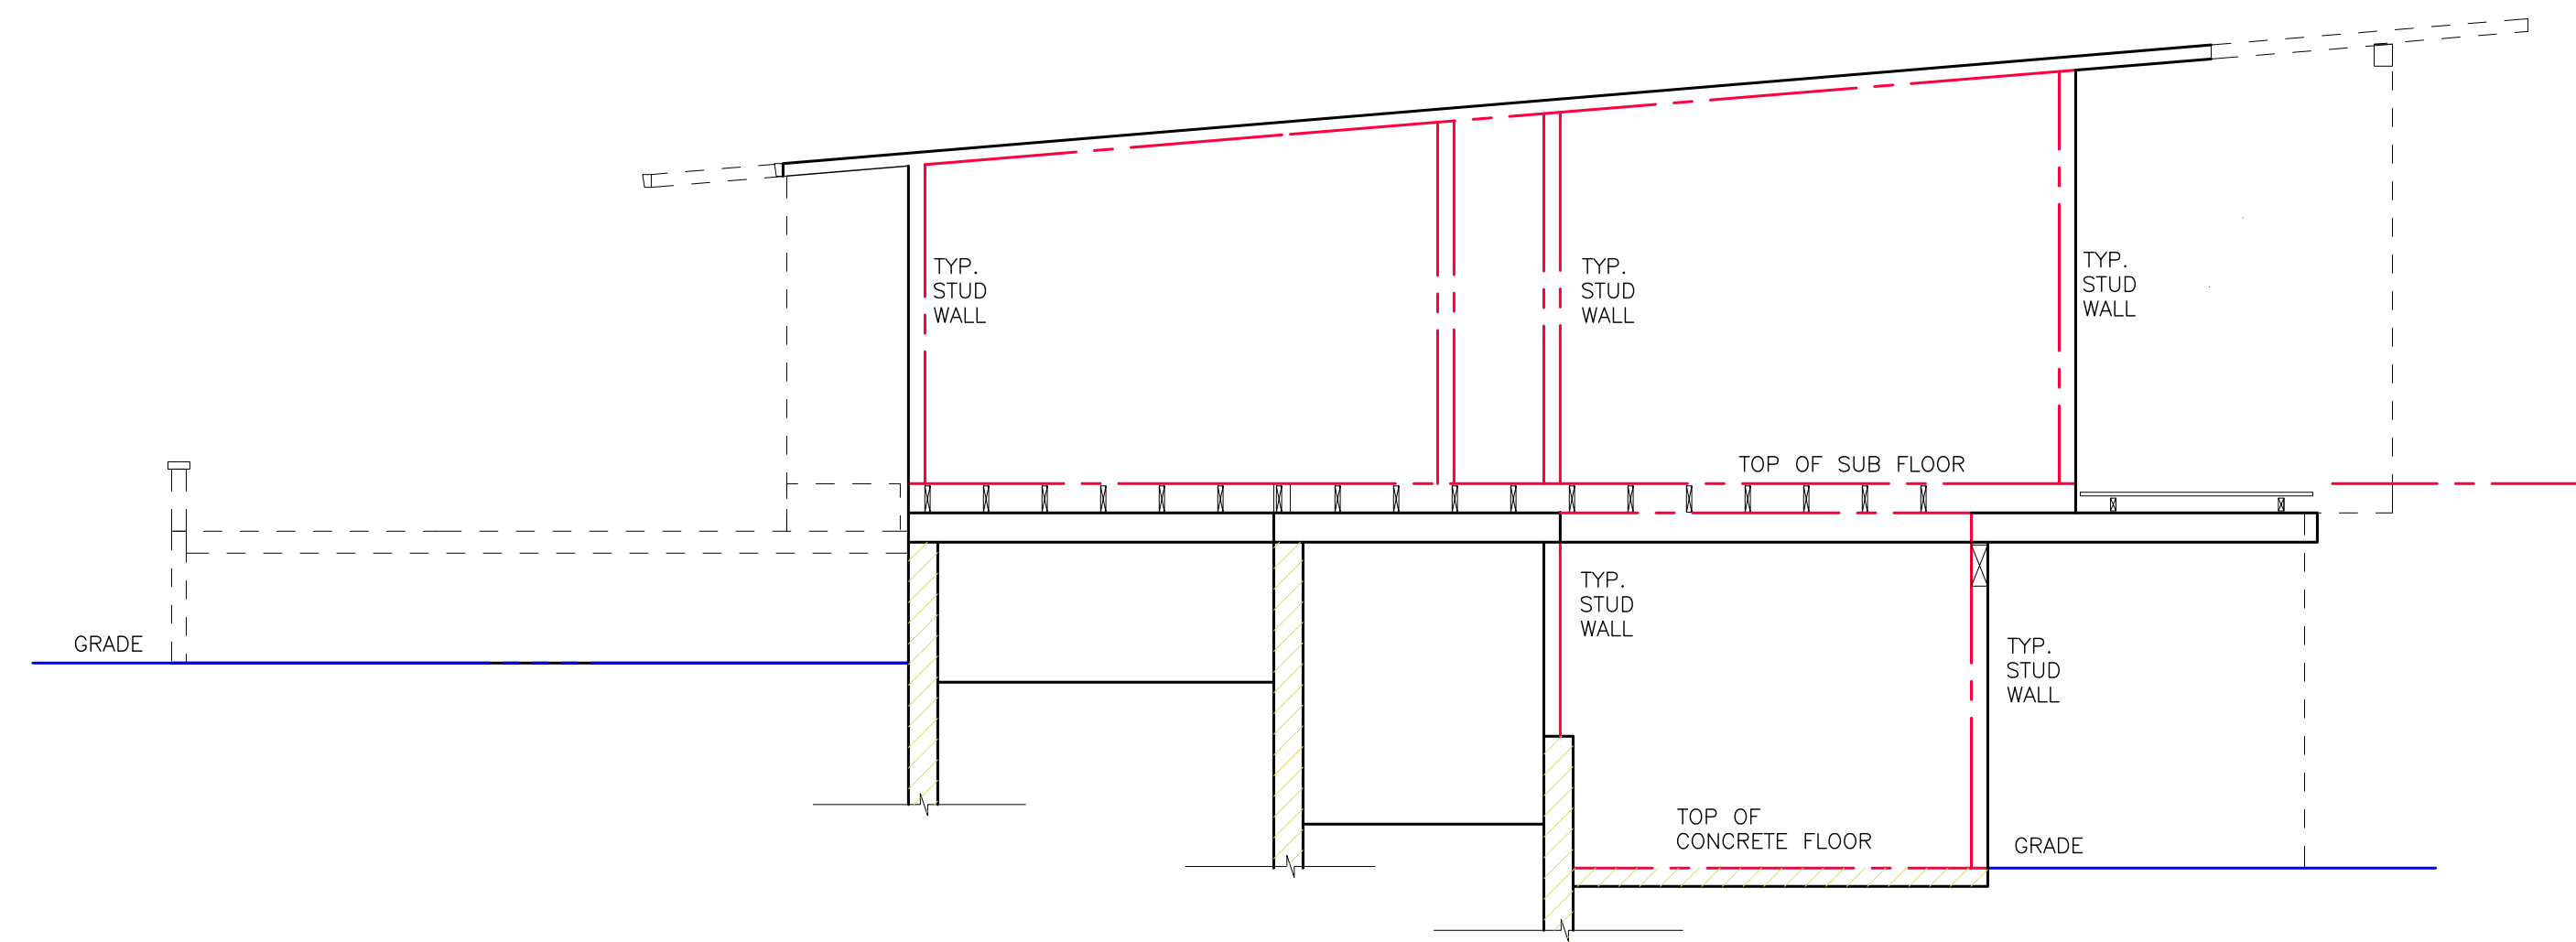 TYP.
STUD
WALL
TYP.
STUD
WALL
TYP.
STUD
WALL
TOP OF SUB FLOOR
TYP.
STUD
WALL
GRADE
TYP.
STUD
WALL
TOP OF
CONCRETE FLOOR
GRADE